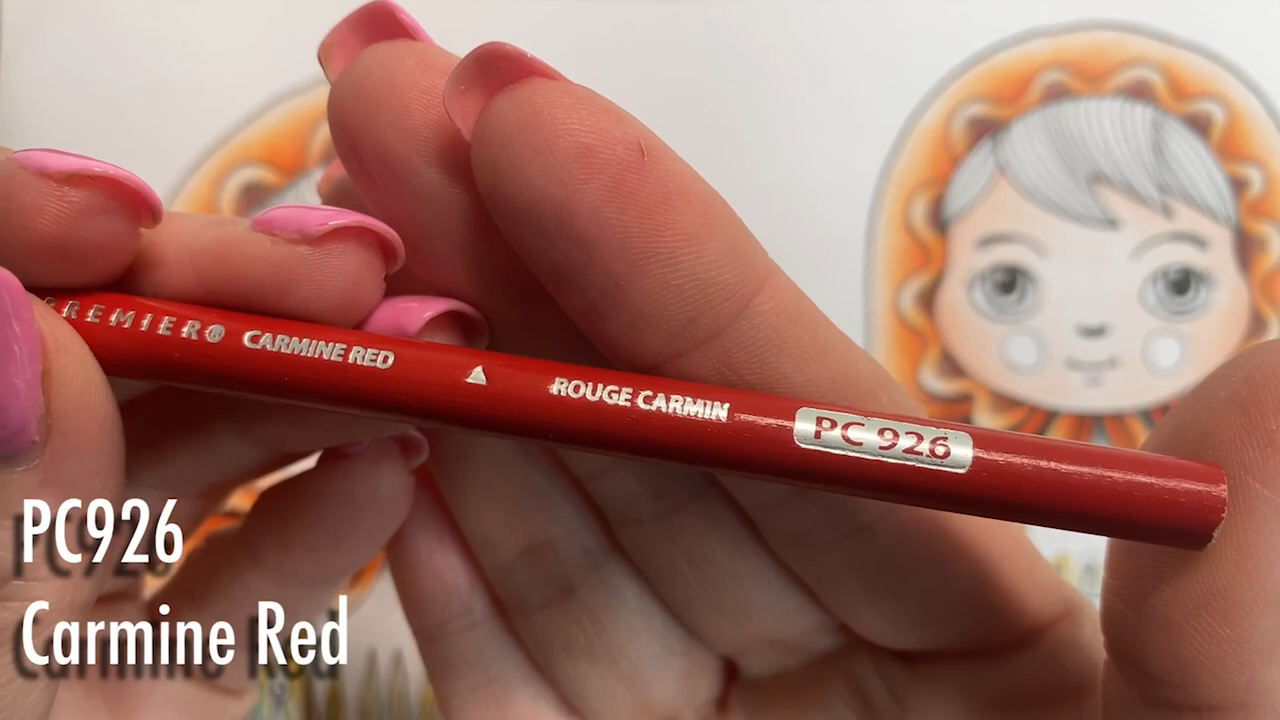 REMIER® CARMINE RED ▲ ROUGE CARMIN PC 926
PC926
Carmine Red